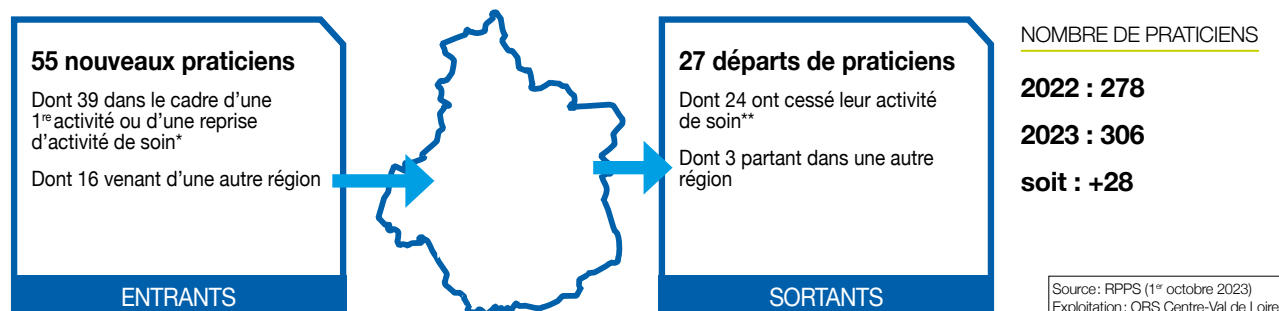 55 nouveaux praticiens
Dont 39 dans le cadre d'une
1re activité ou d'une reprise
d'activité de soin*
Dont 16 venant d'une autre région
ENTRANTS
27 départs de praticiens
Dont 24 ont cessé leur activité
de soin**
Dont 3 partant dans une autre
région
SORTANTS
NOMBRE DE PRATICIENS
2022 : 278
2023 : 306
soit : +28
Source : RPPS (1er octobre 2023)
Exploitation : ORS Centre-Val de Loire